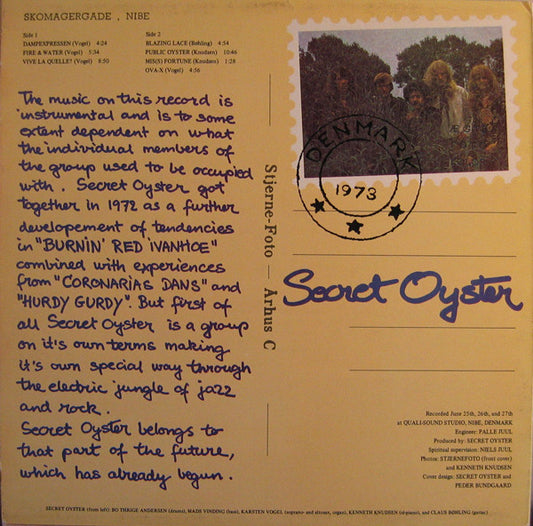 SKOMAGERGADE , NIBE
Side 1
DAMPEXPRESSEN (Vogel) 4:24
FIRE & WATER (Vogel) 5:34
VIVE LA QUELLE? (Vogel) 8:50
Side 2
BLAZING LACE (Bøhling) 4:54
PUBLIC OYSTER (Knudsen) 10:46
MIS(S) FORTUNE (Knudsen) 1:28
OVA-X (Vogel) 4:56
The music on this record is
instrumental and is to some
extent dependent on what
the individual members of
the group used to be occupied
with. Secret Oyster got
together in 1972 as a further
developement of tendencies
in "BURNIN' RED IVANHOE"
combined with experiences
from "CORONARIAS DANS" and
"HURDY GURDY". But first of
all Secret Oyster is a group
on it's own terms making
it's own special way through
the electric jungle of jazz
and rock.
Secret Oyster belongs to
that part of the future,
which has already begun.
Stjerne-Foto — Århus C
DENMARK
1973
Secret Oyster
Recorded June 25th, 26th, and 27th
at QUALI-SOUND STUDIO, NIBE, DENMARK
Engineer: PALLE JUUL
Produced by: SECRET OYSTER
Spiritual supervision: NIELS JUUL
Photos: STJERNEFOTO (front cover)
and KENNETH KNUDSEN
Cover design: SECRET OYSTER and
PEDER BUNDGAARD
SECRET OYSTER (from left): BO THRIGE ANDERSEN (drums), MADS VINDING (bass), KARSTEN VOGEL (soprano- and altosax, organ), KENNETH KNUDSEN (el-piano), and CLAUS BØHLING (guitar)